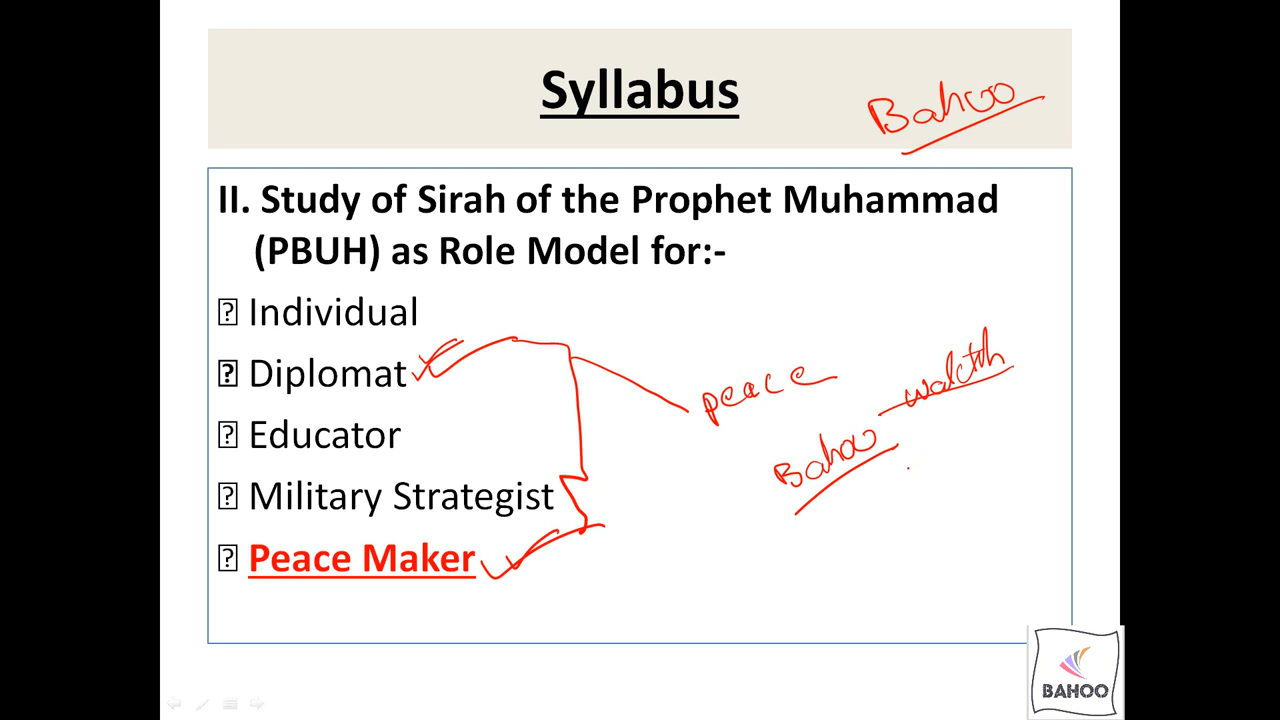 Syllabus
Bahoo
II. Study of Sirah of the Prophet Muhammad
(PBUH) as Role Model for:-
Individual
Diplomat
Educator
Military Strategist
Peace Maker
peace
Bahoo
BAHOO